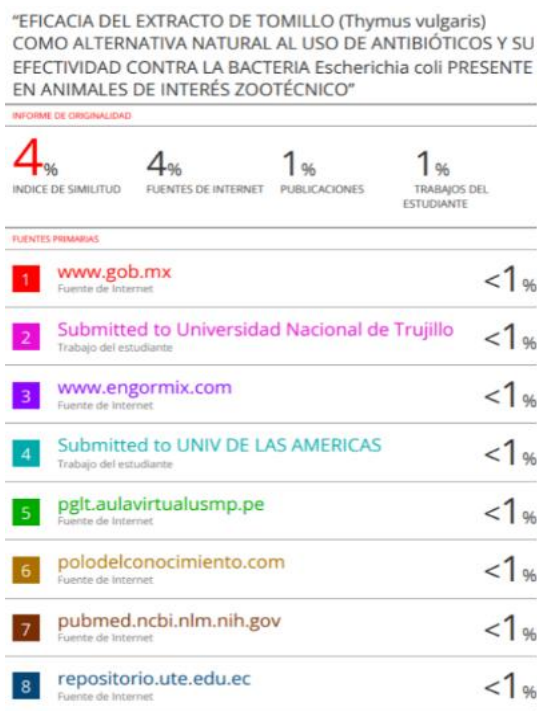 “EFICACIA DEL EXTRACTO DE TOMILLO (Thymus vulgaris)
COMO ALTERNATIVA NATURAL AL USO DE ANTIBIÓTICOS Y SU
EFECTIVIDAD CONTRA LA BACTERIA Escherichia coli PRESENTE
EN ANIMALES DE INTERÉS ZOOTÉCNICO”
INFORME DE ORIGINALIDAD
4% 4% 1% 1%
INDICE DE SIMILITUD FUENTES DE INTERNET PUBLICACIONES TRABAJOS DEL
ESTUDIANTE
FUENTES PRIMARIAS
1 www.gob.mx <1%
Fuente de Internet
2 Submitted to Universidad Nacional de Trujillo <1%
Trabajo del estudiante
3 www.engormix.com <1%
Fuente de Internet
4 Submitted to UNIV DE LAS AMERICAS <1%
Trabajo del estudiante
5 pglt.aulavirtualusmp.pe <1%
Fuente de Internet
6 polodelconocimiento.com <1%
Fuente de Internet
7 pubmed.ncbi.nlm.nih.gov <1%
Fuente de Internet
8 repositorio.ute.edu.ec <1%
Fuente de Internet